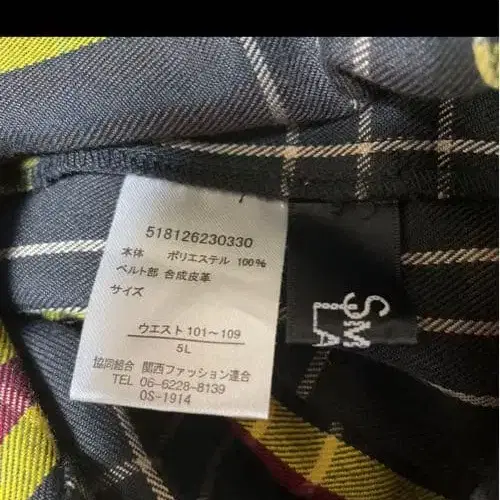 518126230330
本体 ポリエステル 100%
ベルト部 合成皮革
サイズ
ウエスト 101～109
5L
協同組合 関西ファッション連合
TEL 06-6228-8139
OS-1914
SM
LA